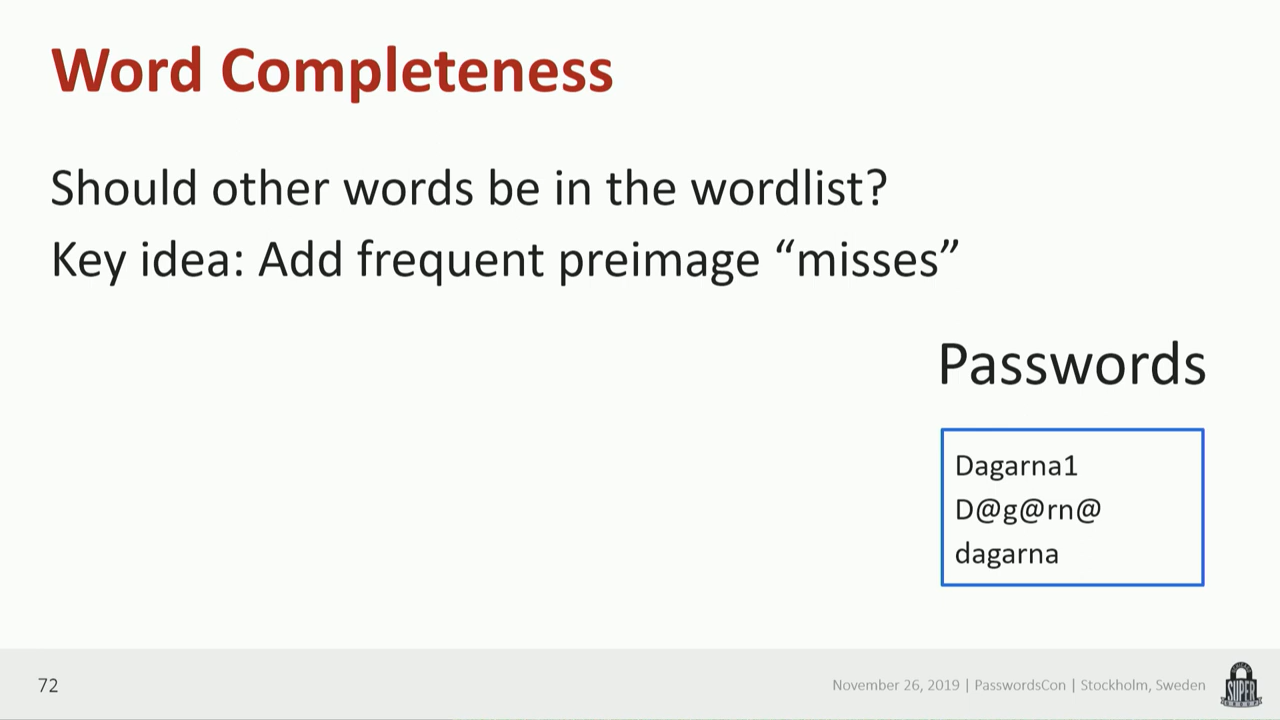 Word Completeness
Should other words be in the wordlist?
Key idea: Add frequent preimage “misses”
Passwords
Dagarna1
D@g@rn@
dagarna
72
November 26, 2019 | PasswordsCon | Stockholm, Sweden
SUPER